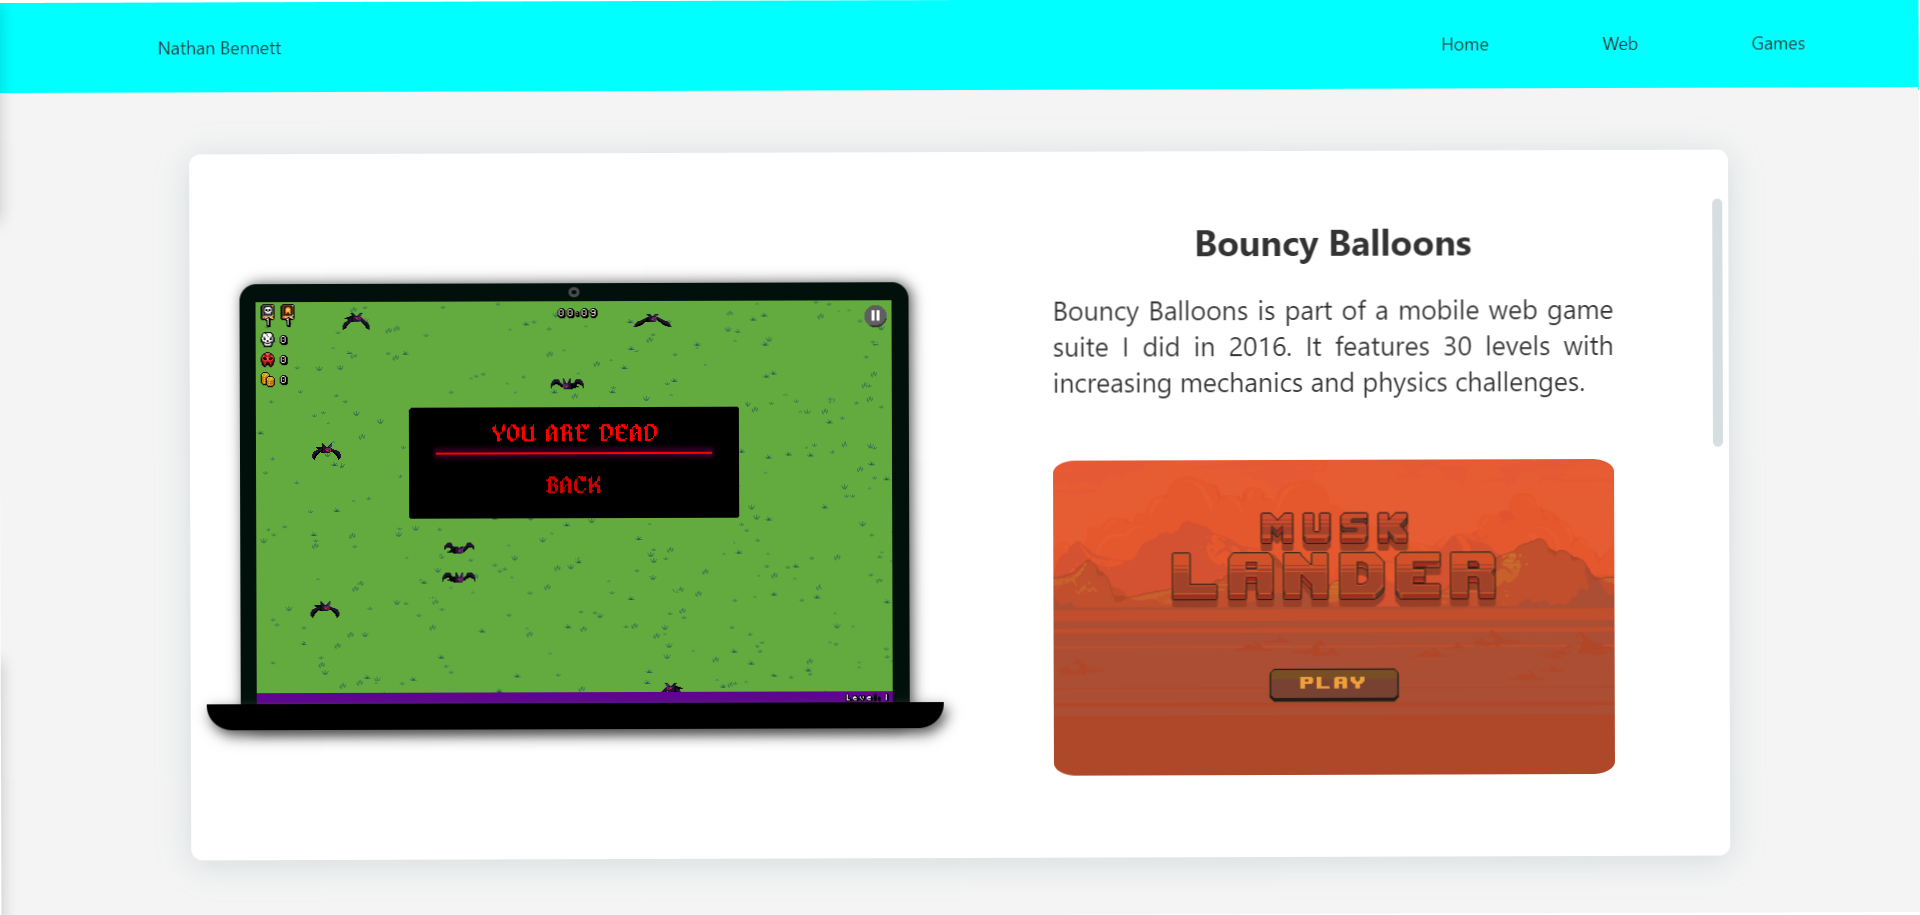 Nathan Bennett
Home
Web
Games
00:09
0
0
0
YOU ARE DEAD
BACK
Level 1
Bouncy Balloons
Bouncy Balloons is part of a mobile web game
suite I did in 2016. It features 30 levels with
increasing mechanics and physics challenges.
MUSK
LANDER
PLAY